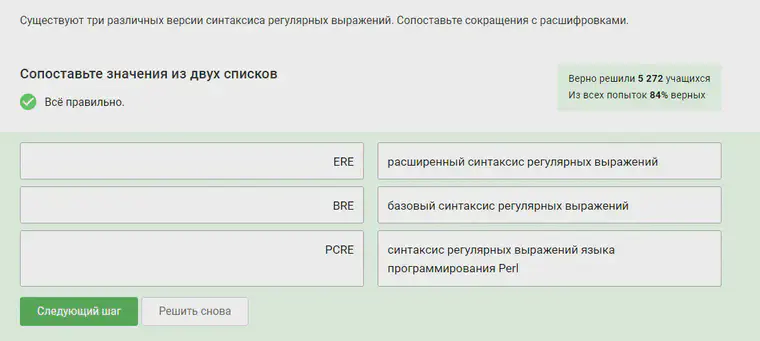 Существуют три различных версии синтаксиса регулярных выражений. Сопоставьте сокращения с расшифровками.
Сопоставьте значения из двух списков
Всё правильно.
Верно решили 5 272 учащихся
Из всех попыток 84% верных
ERE
расширенный синтаксис регулярных выражений
BRE
базовый синтаксис регулярных выражений
PCRE
синтаксис регулярных выражений языка
программирования Perl
Следующий шаг
Решить снова